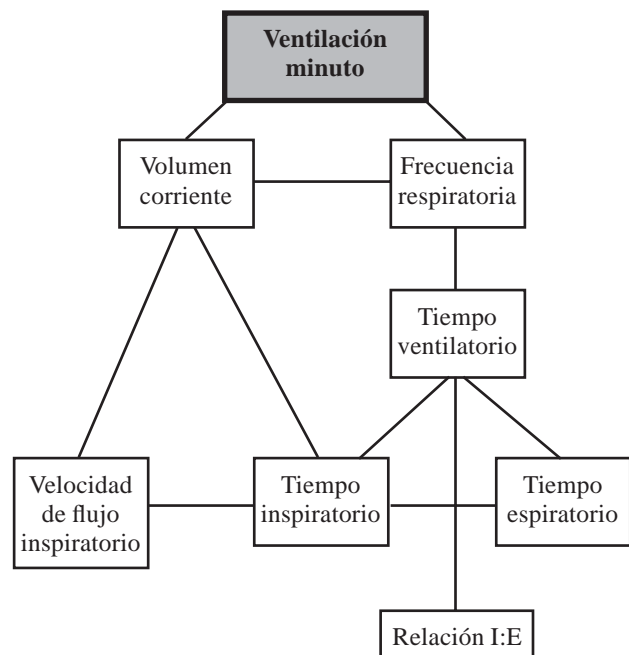 Ventilación
minuto
Volumen
corriente
Frecuencia
respiratoria
Tiempo
ventilatorio
Velocidad
de flujo
inspiratorio
Tiempo
inspiratorio
Tiempo
espiratorio
Relación I:E